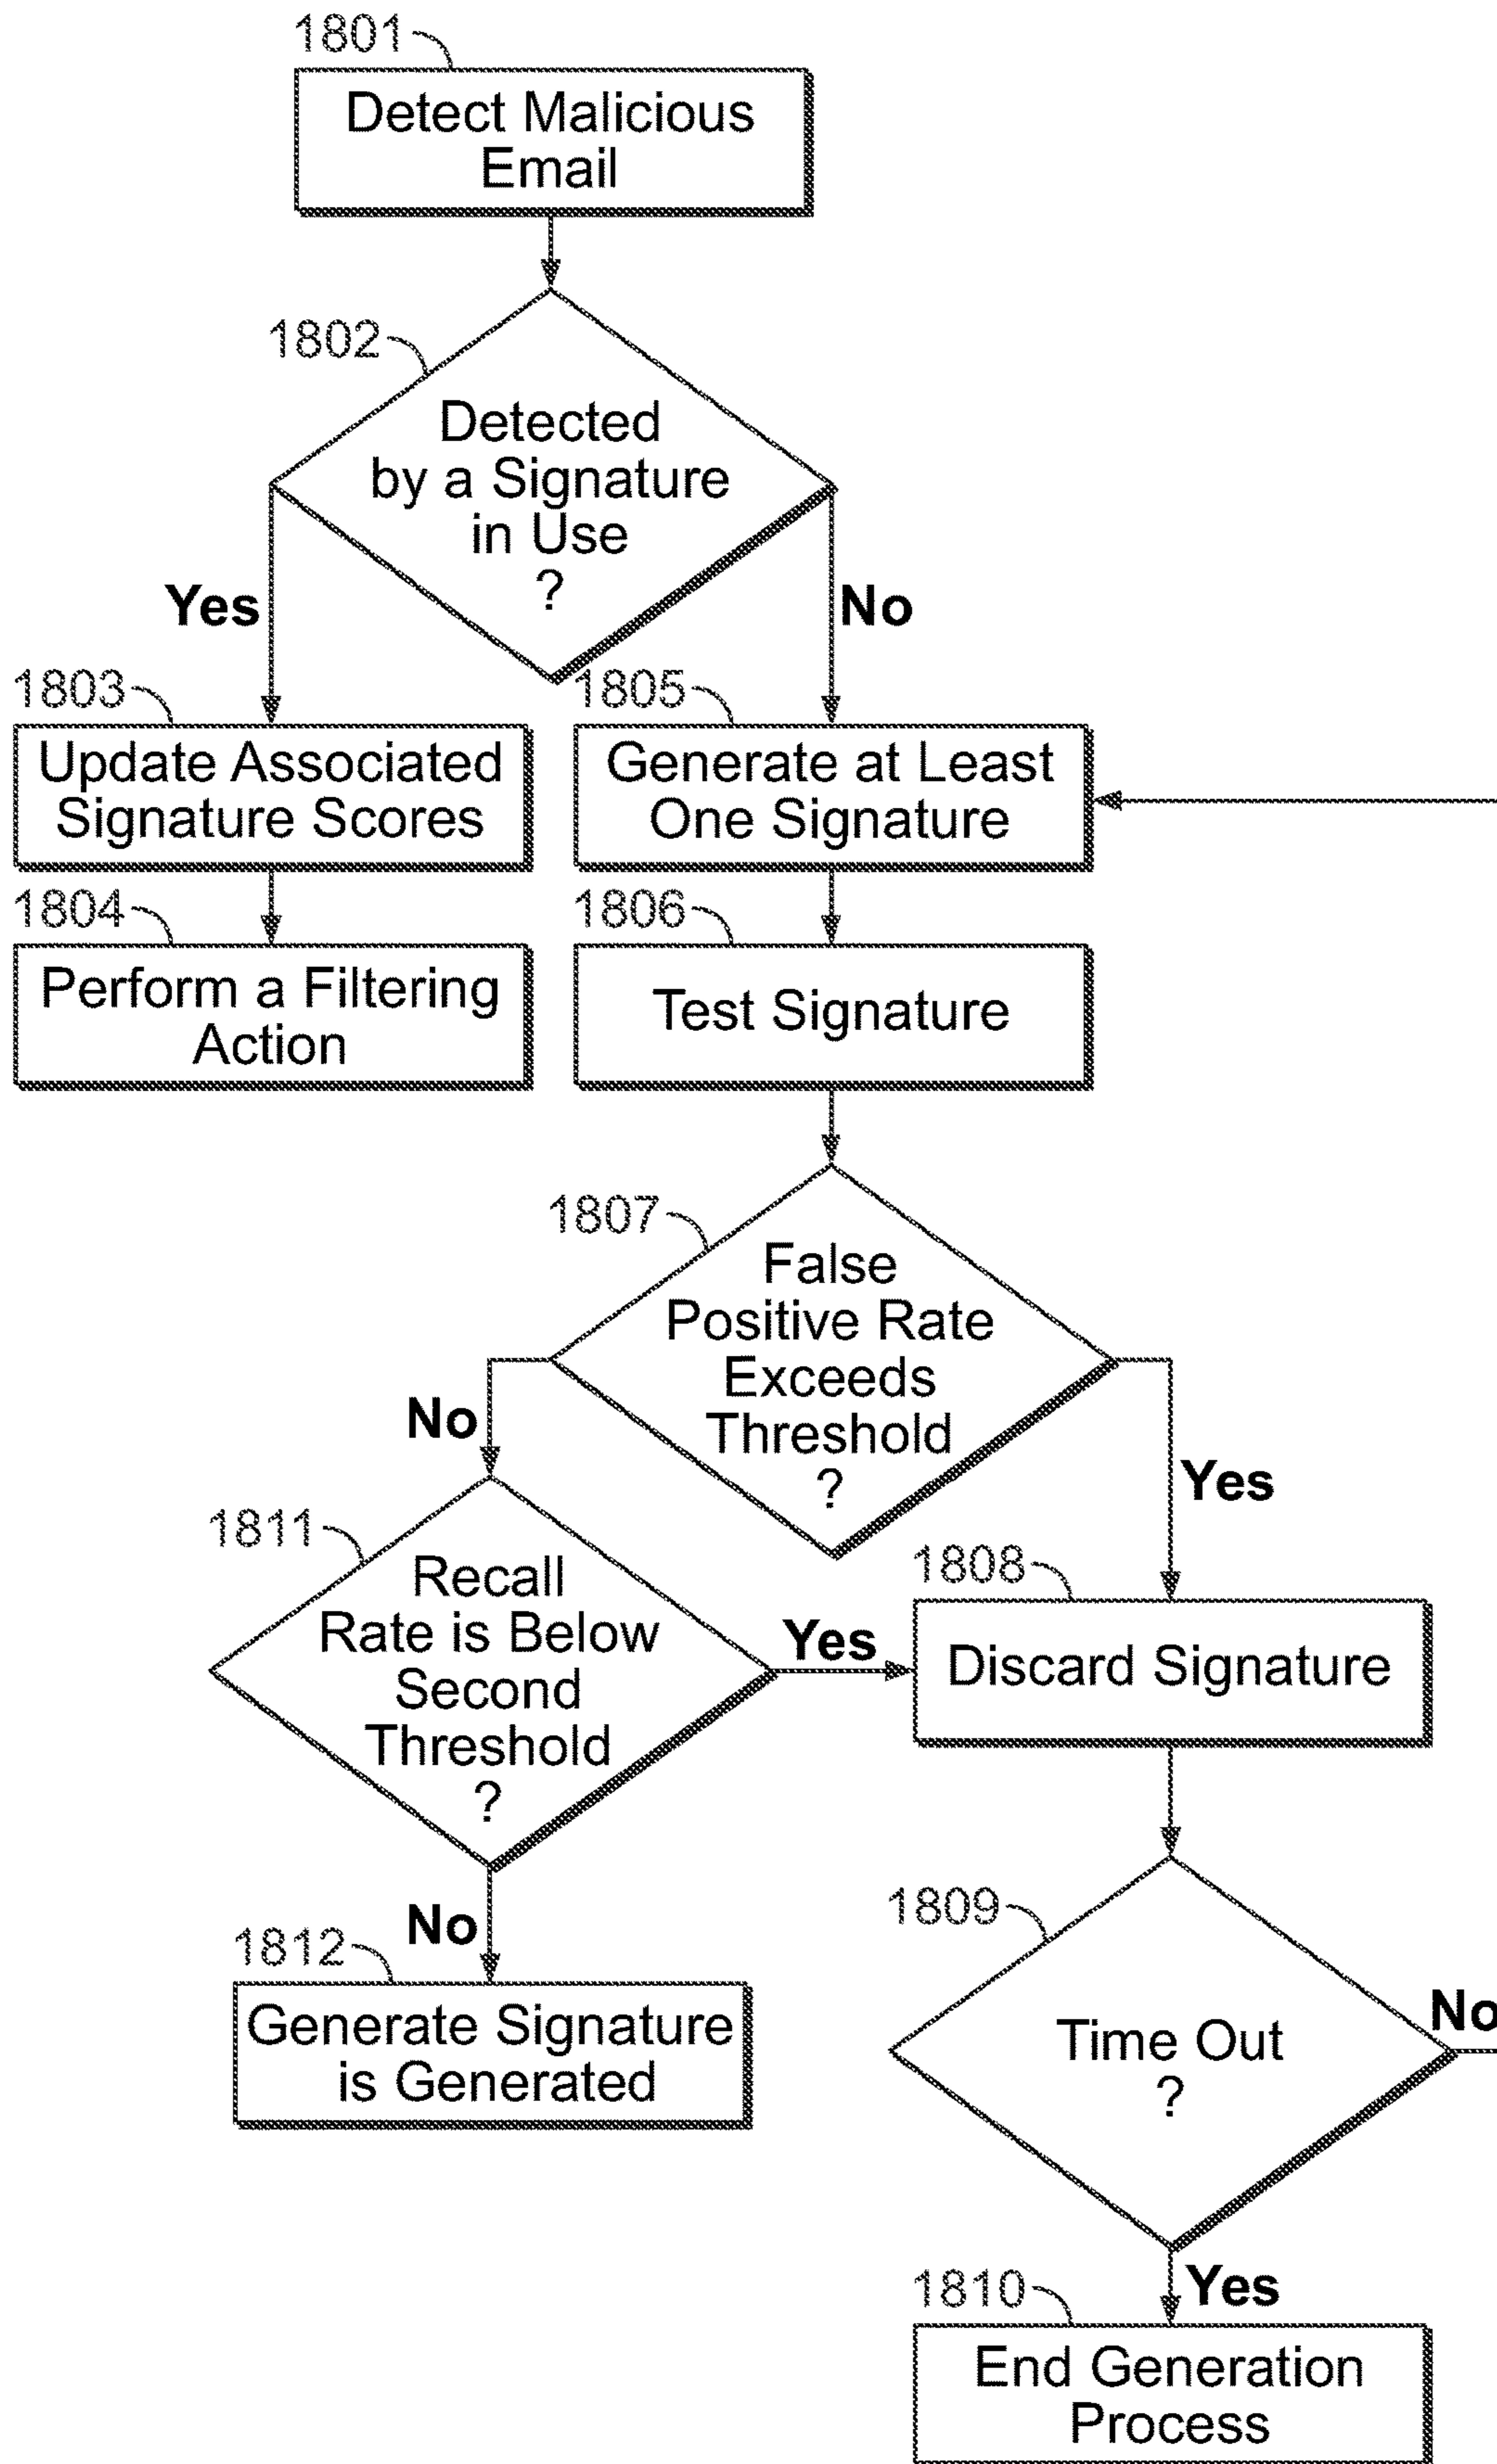 1801
Detect Malicious
Email
1802
Detected
by a Signature
in Use
?
Yes
No
1803
Update Associated
Signature Scores
1805
Generate at Least
One Signature
1804
Perform a Filtering
Action
1806
Test Signature
1807
False
Positive Rate
Exceeds
Threshold
?
No
Yes
1811
Recall
Rate is Below
Second
Threshold
?
Yes
1808
Discard Signature
No
1812
Generate Signature
is Generated
1809
Time Out
?
No
Yes
1810
End Generation
Process